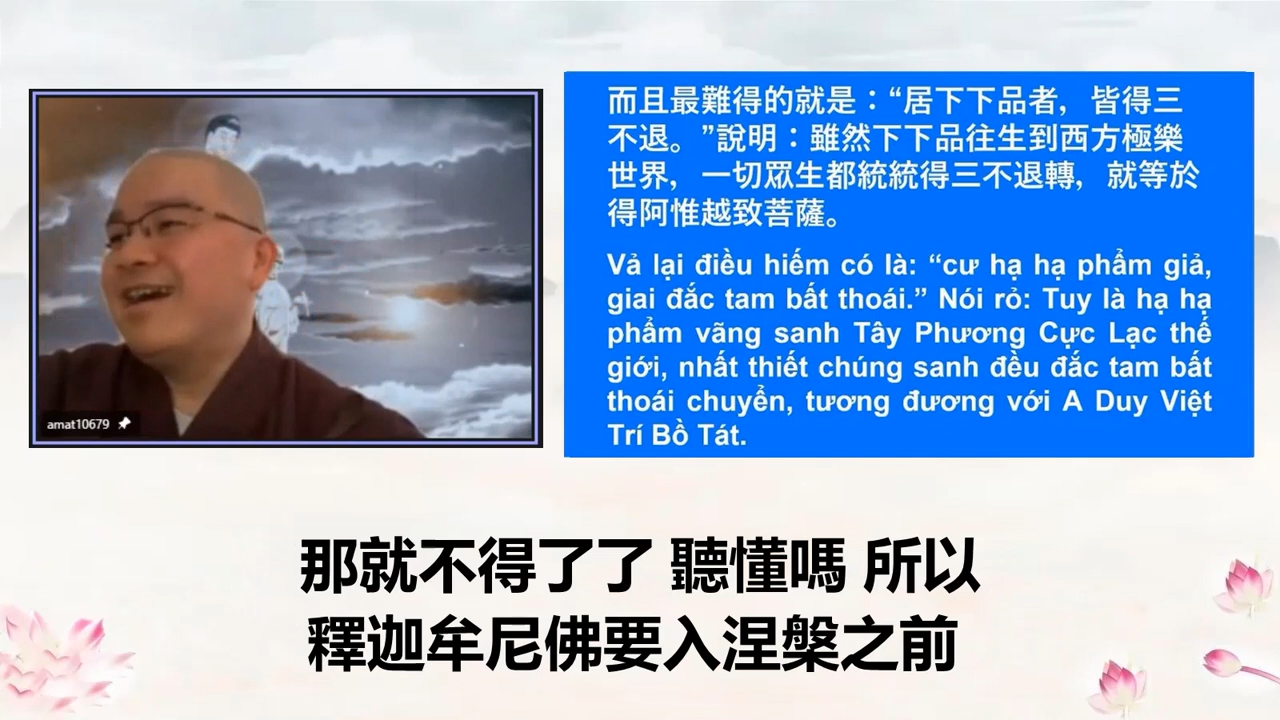 amat10679
而且最難得的就是：“居下下品者，皆得三
不退。”說明：雖然下下品往生到西方極樂
世界，一切眾生都統統得三不退轉，就等於
得阿惟越致菩薩。
Vả lại điều hiếm có là: “cư hạ hạ phẩm giả,
giai đắc tam bất thoái.” Nói rỏ: Tuy là hạ hạ
phẩm vãng sanh Tây Phương Cực Lạc thế
giới, nhất thiết chúng sanh đều đắc tam bất
thoái chuyển, tương đương với A Duy Việt
Trí Bồ Tát.
那就不得了了 聽懂嗎 所以
釋迦牟尼佛要入涅槃之前